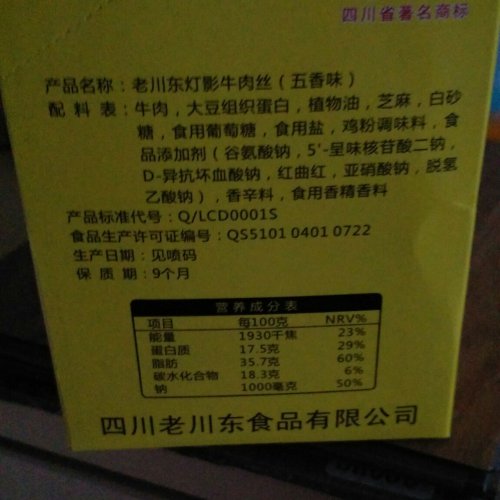 四川省著名商标
产品名称：老川东灯影牛肉丝（五香味）
配料表：牛肉，大豆组织蛋白，植物油，芝麻，白砂
糖，食用葡萄糖，食用盐，鸡粉调味料，食
品添加剂（谷氨酸钠，5'-呈味核苷酸二钠，
D-异抗坏血酸钠，红曲红，亚硝酸钠，脱氢
乙酸钠），香辛料，食用香精香料
产品标准代号：Q/LCD0001S
食品生产许可证编号：QS5101 0401 0722
生产日期：见喷码
保质期：9个月
营养成分表
项目 每100克 NRV%
能量 1930千焦 23%
蛋白质 17.5克 29%
脂肪 35.7克 60%
碳水化合物 18.3克 6%
钠 1000毫克 50%
四川老川东食品有限公司